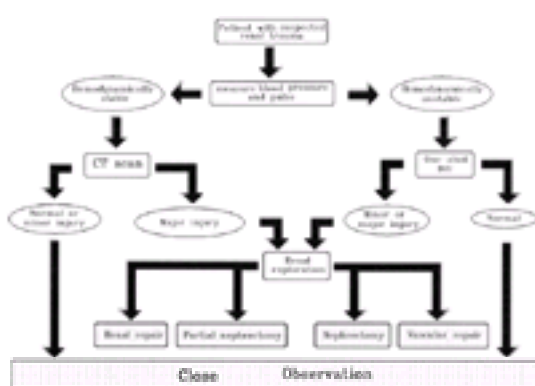 Patient with suspected
renal trauma
Hemodynamically
stable
measure blood pressure
and pulse
Hemodynamically
unstable
CT scan
One shot
Normal or
minor injury
Major injury
Minor or
major injury
Normal
Renal
exploration
Renal repair
Partial nephrectomy
Nephrectomy
Vascular repair
Close Observation